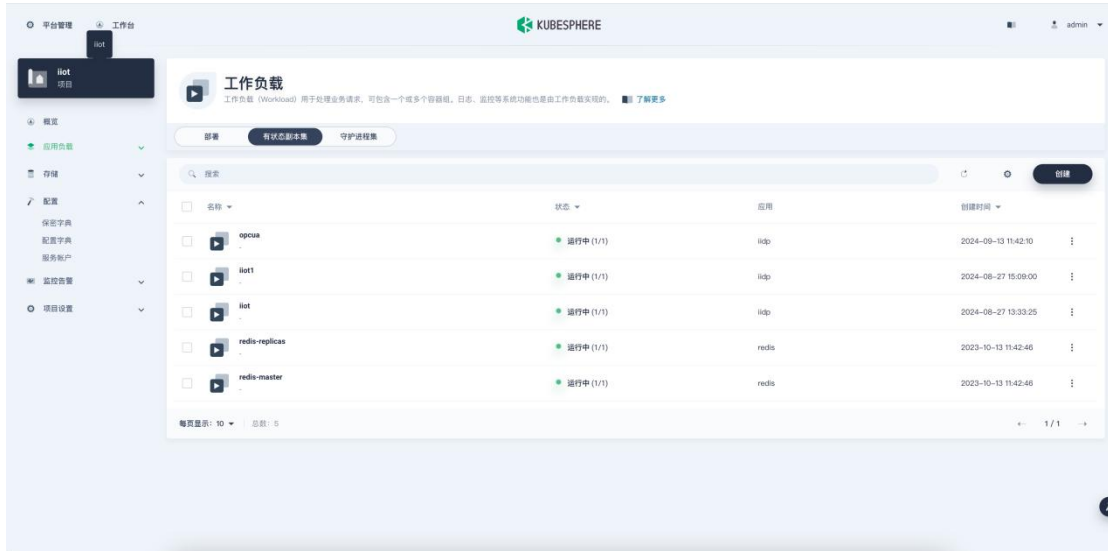 平台管理 工作台
KUBESPHERE
admin
iiot
iiot
项目
概览
应用负载
存储
配置
保密字典
配置字典
服务账户
监控告警
项目设置
工作负载
工作负载（Workload）用于处理业务请求，可包含一个或多个容器组。日志、监控等系统功能也是由工作负载实现的。 了解更多
部署 有状态副本集 守护进程集
搜索
创建
名称 状态 应用 创建时间
opcua 运行中 (1/1) iidp 2024-09-13 11:42:10
-
iiot1 运行中 (1/1) iidp 2024-08-27 15:09:00
-
iiot 运行中 (1/1) iidp 2024-08-27 13:33:25
-
redis-replicas 运行中 (1/1) redis 2023-10-13 11:42:46
-
redis-master 运行中 (1/1) redis 2023-10-13 11:42:46
-
每页显示: 10 总数: 5
1 / 1